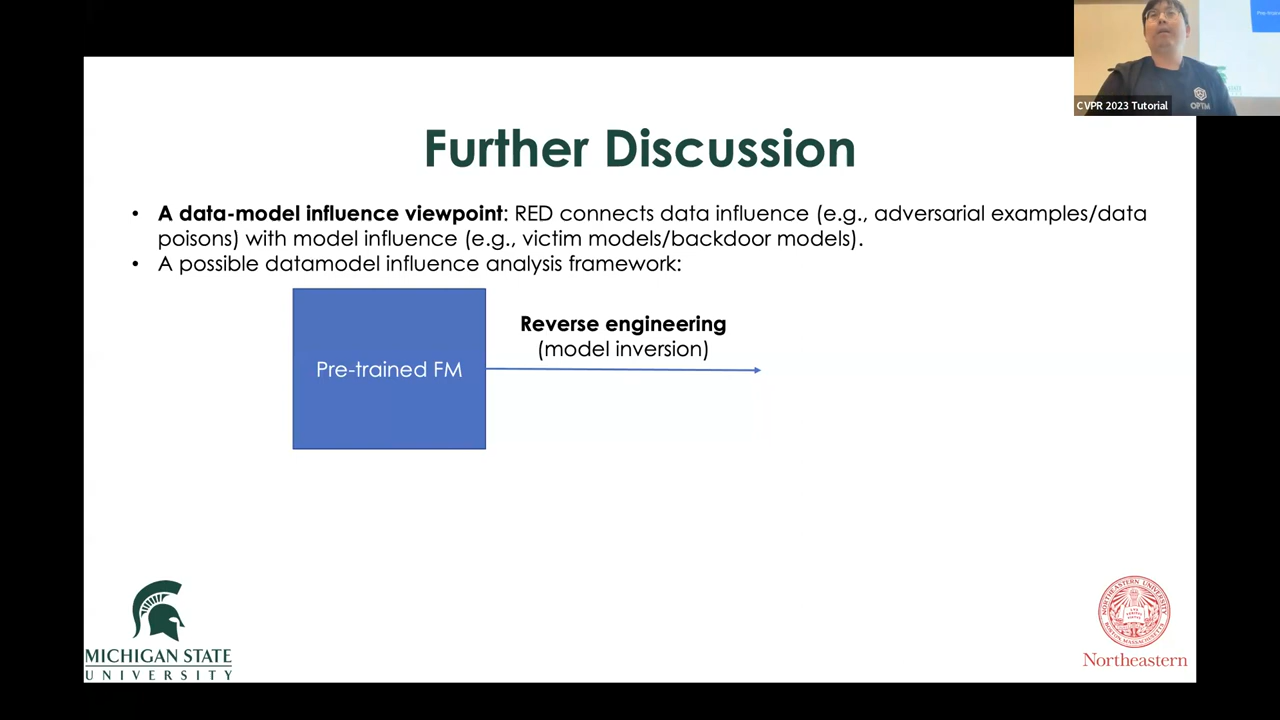 CVPR 2023 Tutorial
OPTM
Further Discussion
• A data-model influence viewpoint: RED connects data influence (e.g., adversarial examples/data
poisons) with model influence (e.g., victim models/backdoor models).
• A possible datamodel influence analysis framework:
Pre-trained FM
Reverse engineering
(model inversion)
MICHIGAN STATE
UNIVERSITY
Northeastern